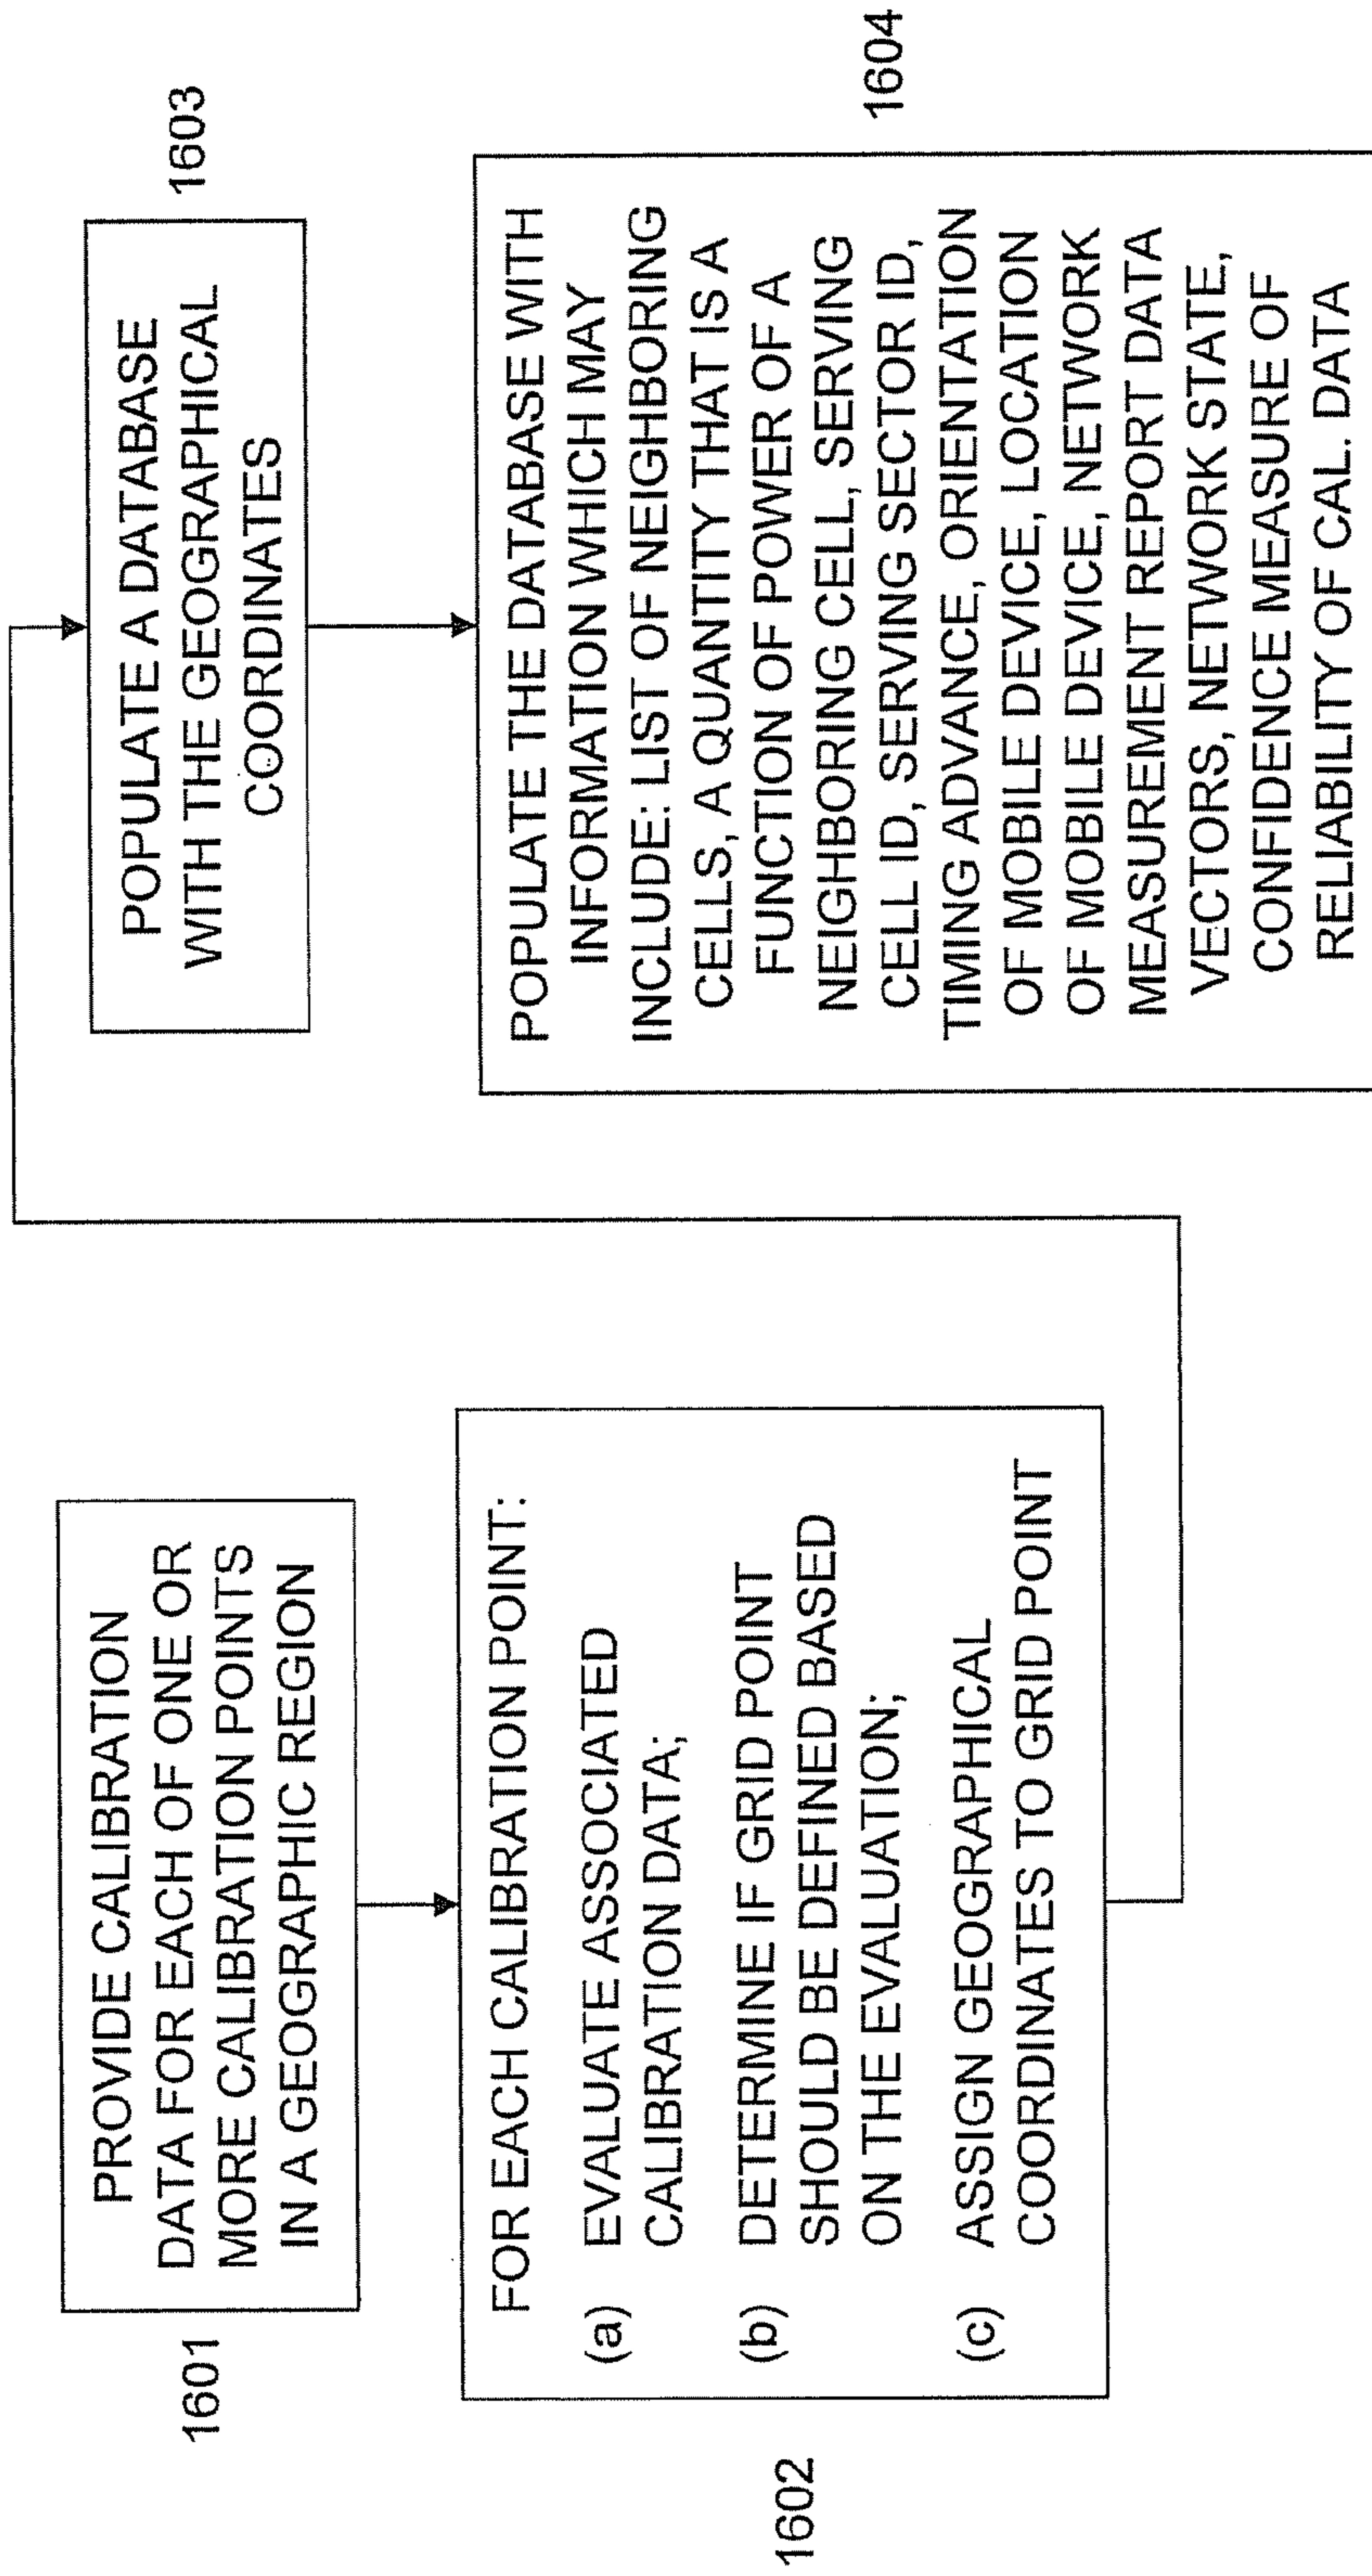 1601
PROVIDE CALIBRATION
DATA FOR EACH OF ONE OR
MORE CALIBRATION POINTS
IN A GEOGRAPHIC REGION
1602
FOR EACH CALIBRATION POINT:
(a) EVALUATE ASSOCIATED
CALIBRATION DATA;
(b) DETERMINE IF GRID POINT
SHOULD BE DEFINED BASED
ON THE EVALUATION;
(c) ASSIGN GEOGRAPHICAL
COORDINATES TO GRID POINT
1603
POPULATE A DATABASE
WITH THE GEOGRAPHICAL
COORDINATES
1604
POPULATE THE DATABASE WITH
INFORMATION WHICH MAY
INCLUDE: LIST OF NEIGHBORING
CELLS, A QUANTITY THAT IS A
FUNCTION OF POWER OF A
NEIGHBORING CELL, SERVING
CELL ID, SERVING SECTOR ID,
TIMING ADVANCE, ORIENTATION
OF MOBILE DEVICE, LOCATION
OF MOBILE DEVICE, NETWORK
MEASUREMENT REPORT DATA
VECTORS, NETWORK STATE,
CONFIDENCE MEASURE OF
RELIABILITY OF CAL. DATA